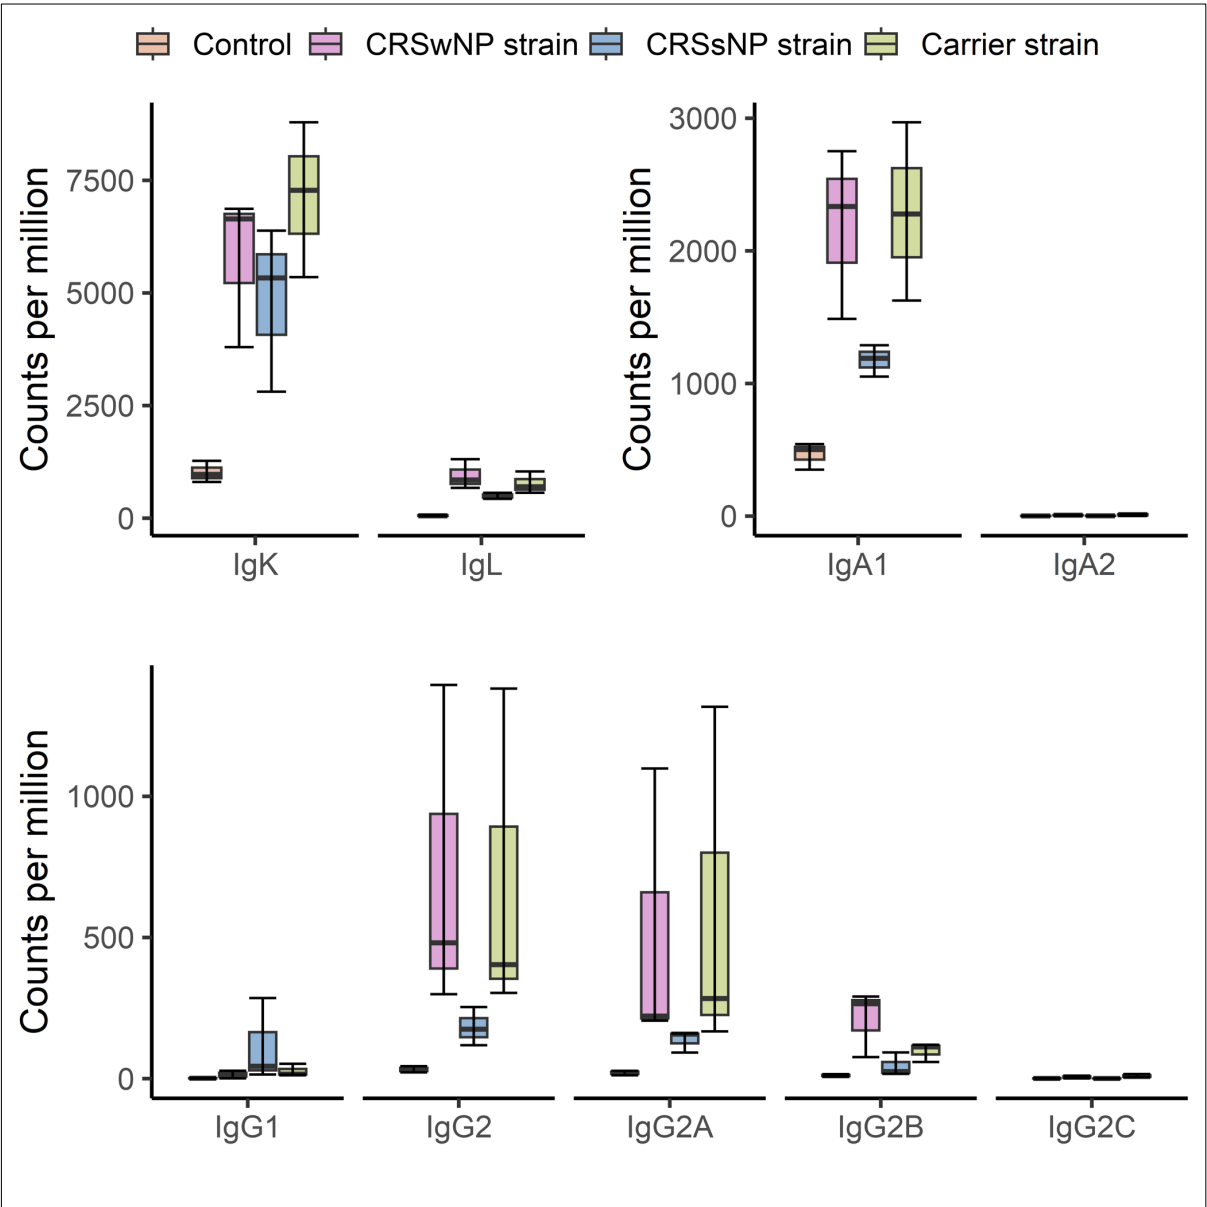 Control CRSwNP strain CRSsNP strain Carrier strain
Counts per million
7500
5000
2500
0
IgK IgL
Counts per million
3000
2000
1000
0
IgA1 IgA2
Counts per million
1000
500
0
IgG1 IgG2 IgG2A IgG2B IgG2C